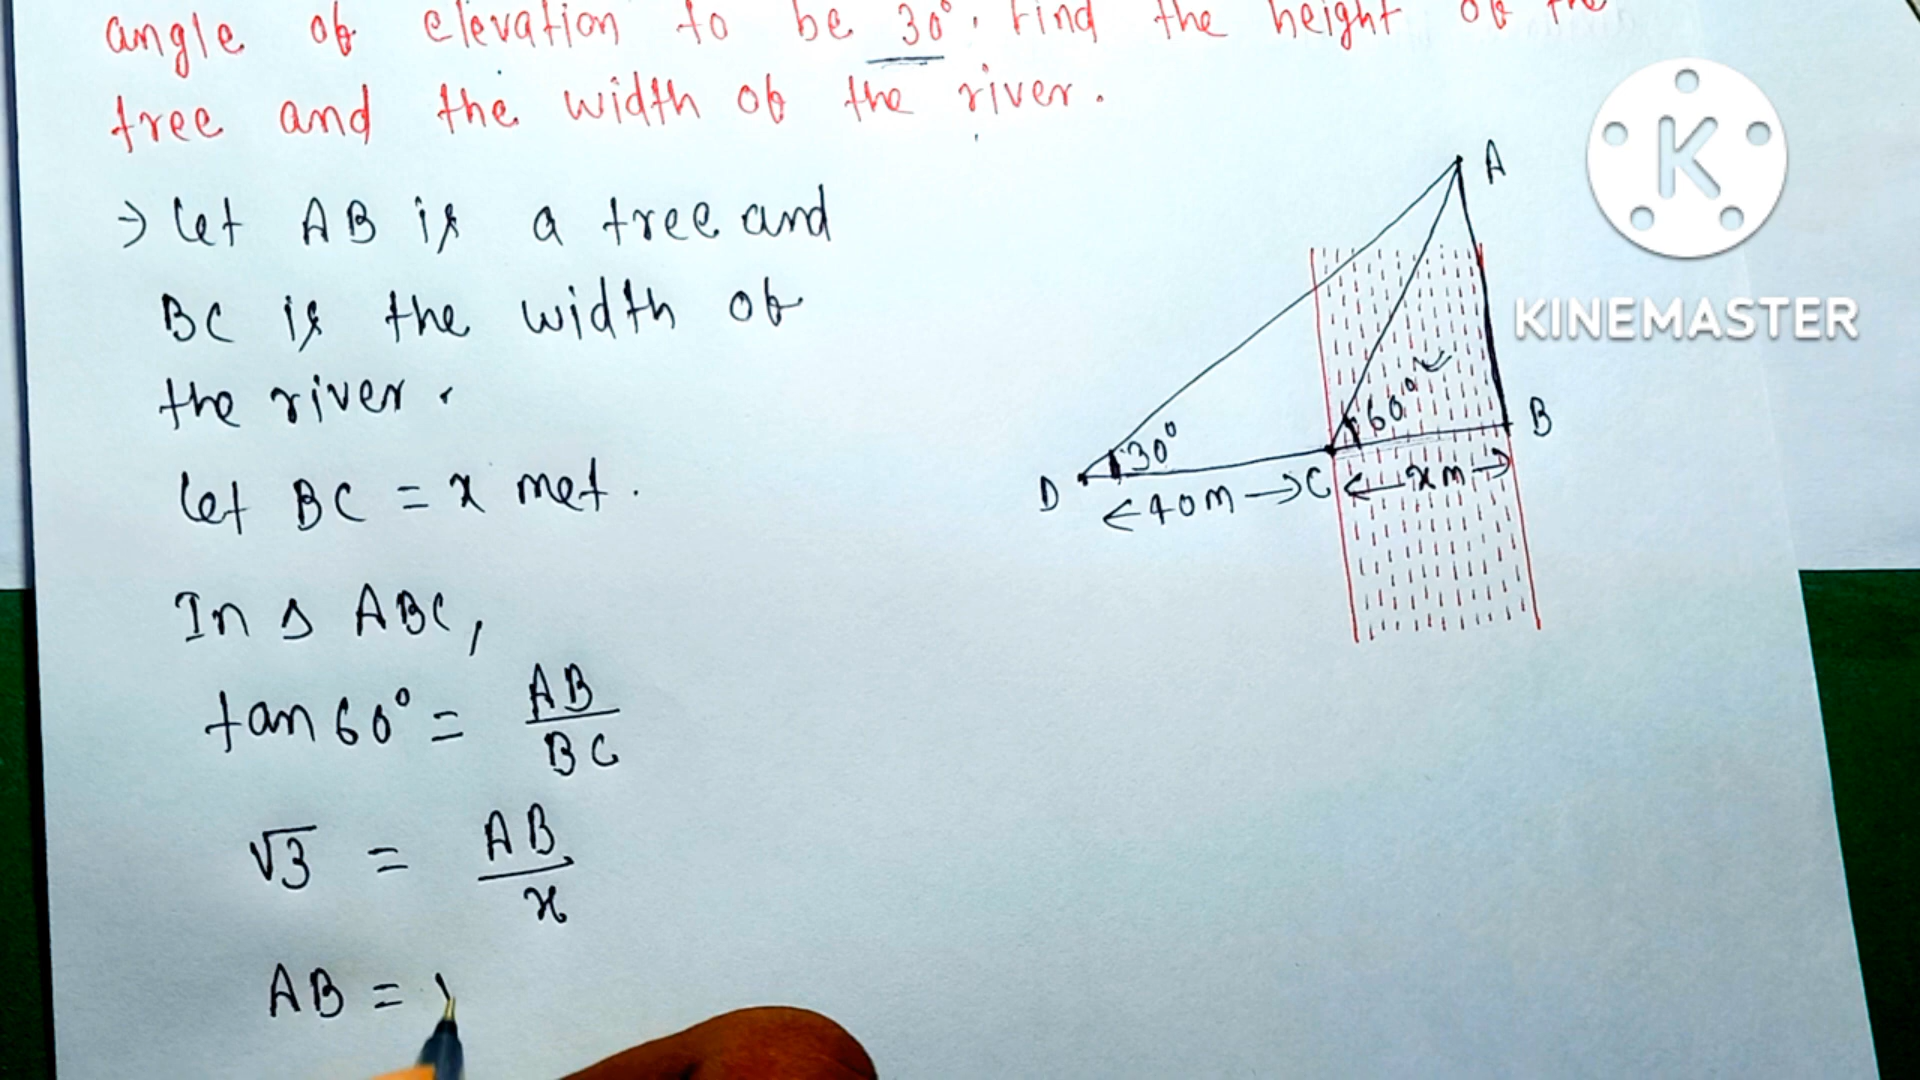 angle of elevation to be 30°. Find the height of the
tree and the width of the river.
→ Let AB is a tree and
BC is the width of
the river.
Let BC = x met.
In Δ ABC,
tan 60° = AB / BC
√3 = AB / x
AB =
A
B
C
D
30°
60°
← 40m →
← x m →
K
KINEMASTER